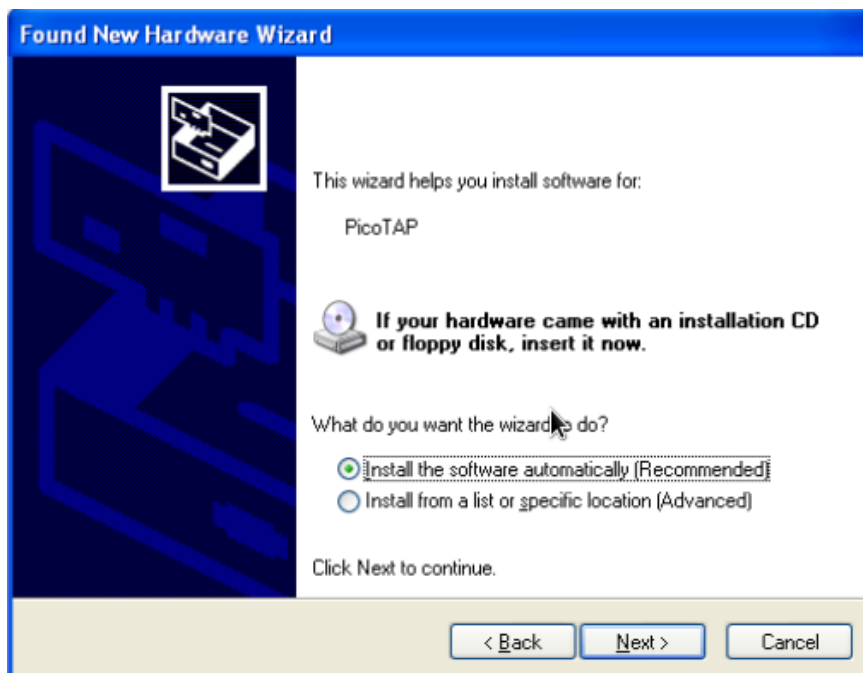 Found New Hardware Wizard
This wizard helps you install software for:
PicoTAP
If your hardware came with an installation CD
or floppy disk, insert it now.
What do you want the wizard to do?
Install the software automatically (Recommended)
Install from a list or specific location (Advanced)
Click Next to continue.
< Back
Next >
Cancel